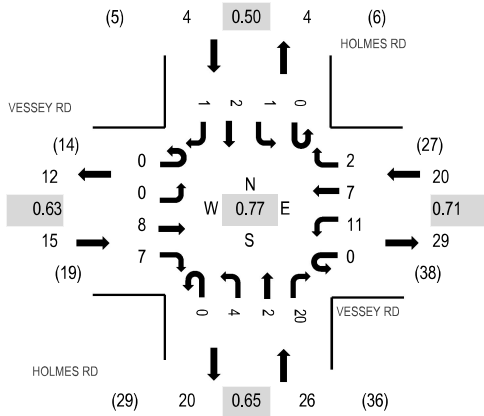 (5) 4 0.50 4 (6)
HOLMES RD
VESSEY RD
1 2 1 0
(14) 0 2 (27)
12 0 N 7 20
0.63 W 0.77 E 0.71
15 8 S 11 29
(19) 7 0 (38)
0 4 2 20
VESSEY RD
HOLMES RD
(29) 20 0.65 26 (36)